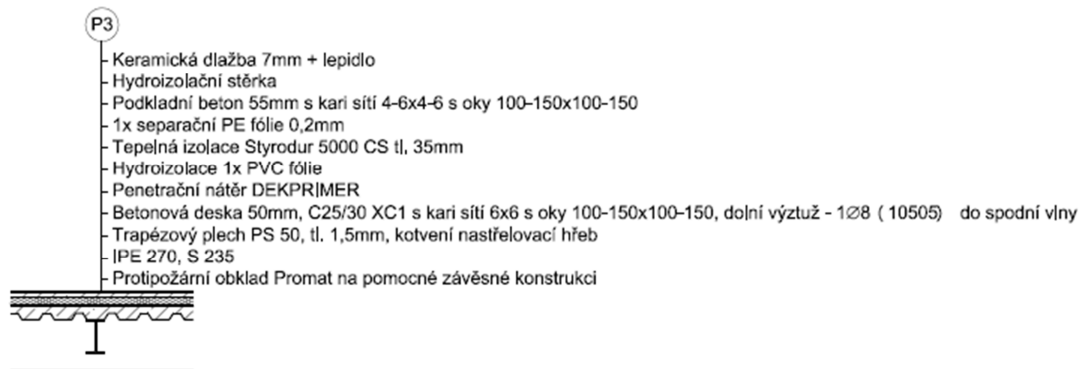 P3
Keramická dlažba 7mm + lepidlo
Hydroizolační stěrka
Podkladní beton 55mm s kari sítí 4-6x4-6 s oky 100-150x100-150
1x separační PE fólie 0,2mm
Tepelná izolace Styrodur 5000 CS tl. 35mm
Hydroizolace 1x PVC fólie
Penetrační nátěr DEKPRIMER
Betonová deska 50mm, C25/30 XC1 s kari sítí 6x6 s oky 100-150x100-150, dolní výztuž - 1∅8 ( 10505) do spodní vlny
Trapézový plech PS 50, tl. 1,5mm, kotvení nastřelovací hřeb
IPE 270, S 235
Protipožární obklad Promat na pomocné závěsné konstrukci